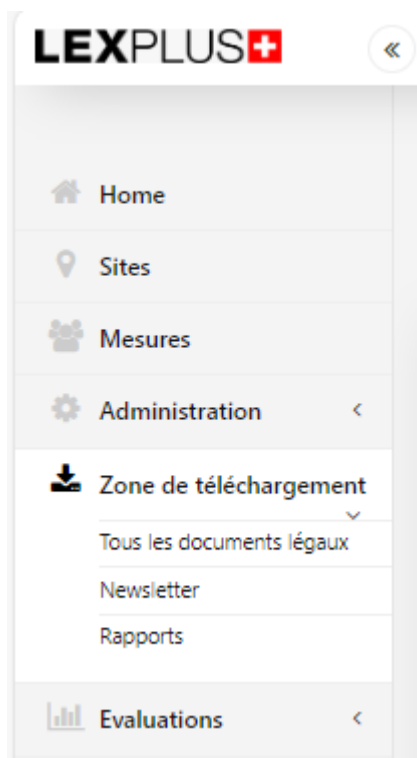 LEXPLUS
Home
Sites
Mesures
Administration
Zone de téléchargement
Tous les documents légaux
Newsletter
Rapports
Evaluations